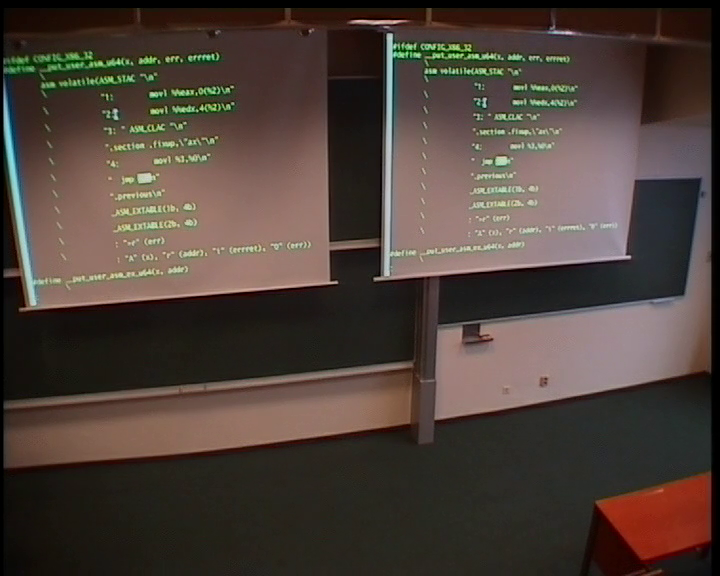 #ifdef CONFIG_X86_32
#define __put_user_asm_u64(x, addr, err, errret) \
asm volatile(ASM_STAC "\n" \
"1: movl %%eax,0(%2)\n" \
"2: movl %%edx,4(%2)\n" \
"3: " ASM_CLAC "\n" \
".section .fixup,\"ax\"\n" \
"4: movl %3,%0\n" \
" jmp \n" \
".previous\n" \
_ASM_EXTABLE(1b, 4b) \
_ASM_EXTABLE(2b, 4b) \
: "=r" (err) \
: "A" (x), "r" (addr), "i" (errret), "0" (err))
#define __put_user_asm_ex_u64(x, addr) \
#ifdef CONFIG_X86_32
#define __put_user_asm_u64(x, addr, err, errret) \
asm volatile(ASM_STAC "\n" \
"1: movl %%eax,0(%2)\n" \
"2: movl %%edx,4(%2)\n" \
"3: " ASM_CLAC "\n" \
".section .fixup,\"ax\"\n" \
"4: movl %3,%0\n" \
" jmp \n" \
".previous\n" \
_ASM_EXTABLE(1b, 4b) \
_ASM_EXTABLE(2b, 4b) \
: "=r" (err) \
: "A" (x), "r" (addr), "i" (errret), "0" (err))
#define __put_user_asm_ex_u64(x, addr) \